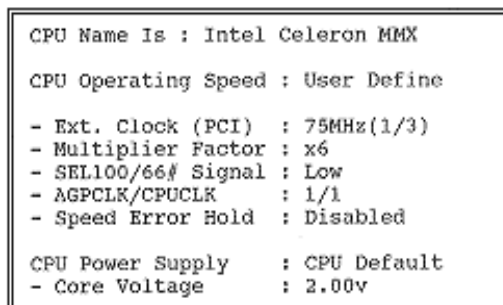 CPU Name Is : Intel Celeron MMX
CPU Operating Speed : User Define
- Ext. Clock (PCI) : 75MHz(1/3)
- Multiplier Factor : x6
- SEL100/66# Signal : Low
- AGPCLK/CPUCLK : 1/1
- Speed Error Hold : Disabled
CPU Power Supply : CPU Default
- Core Voltage : 2.00v